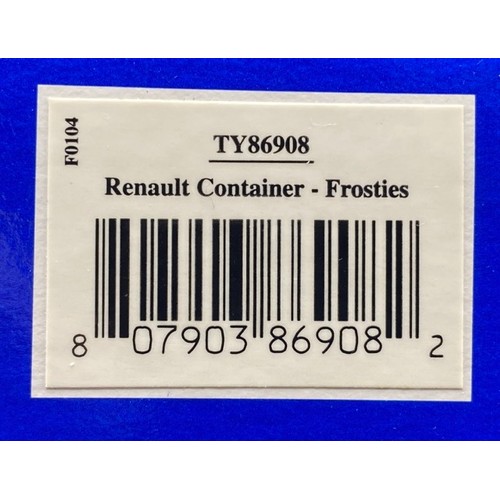 F0104
TY86908
Renault Container - Frosties
8 07903 86908 2